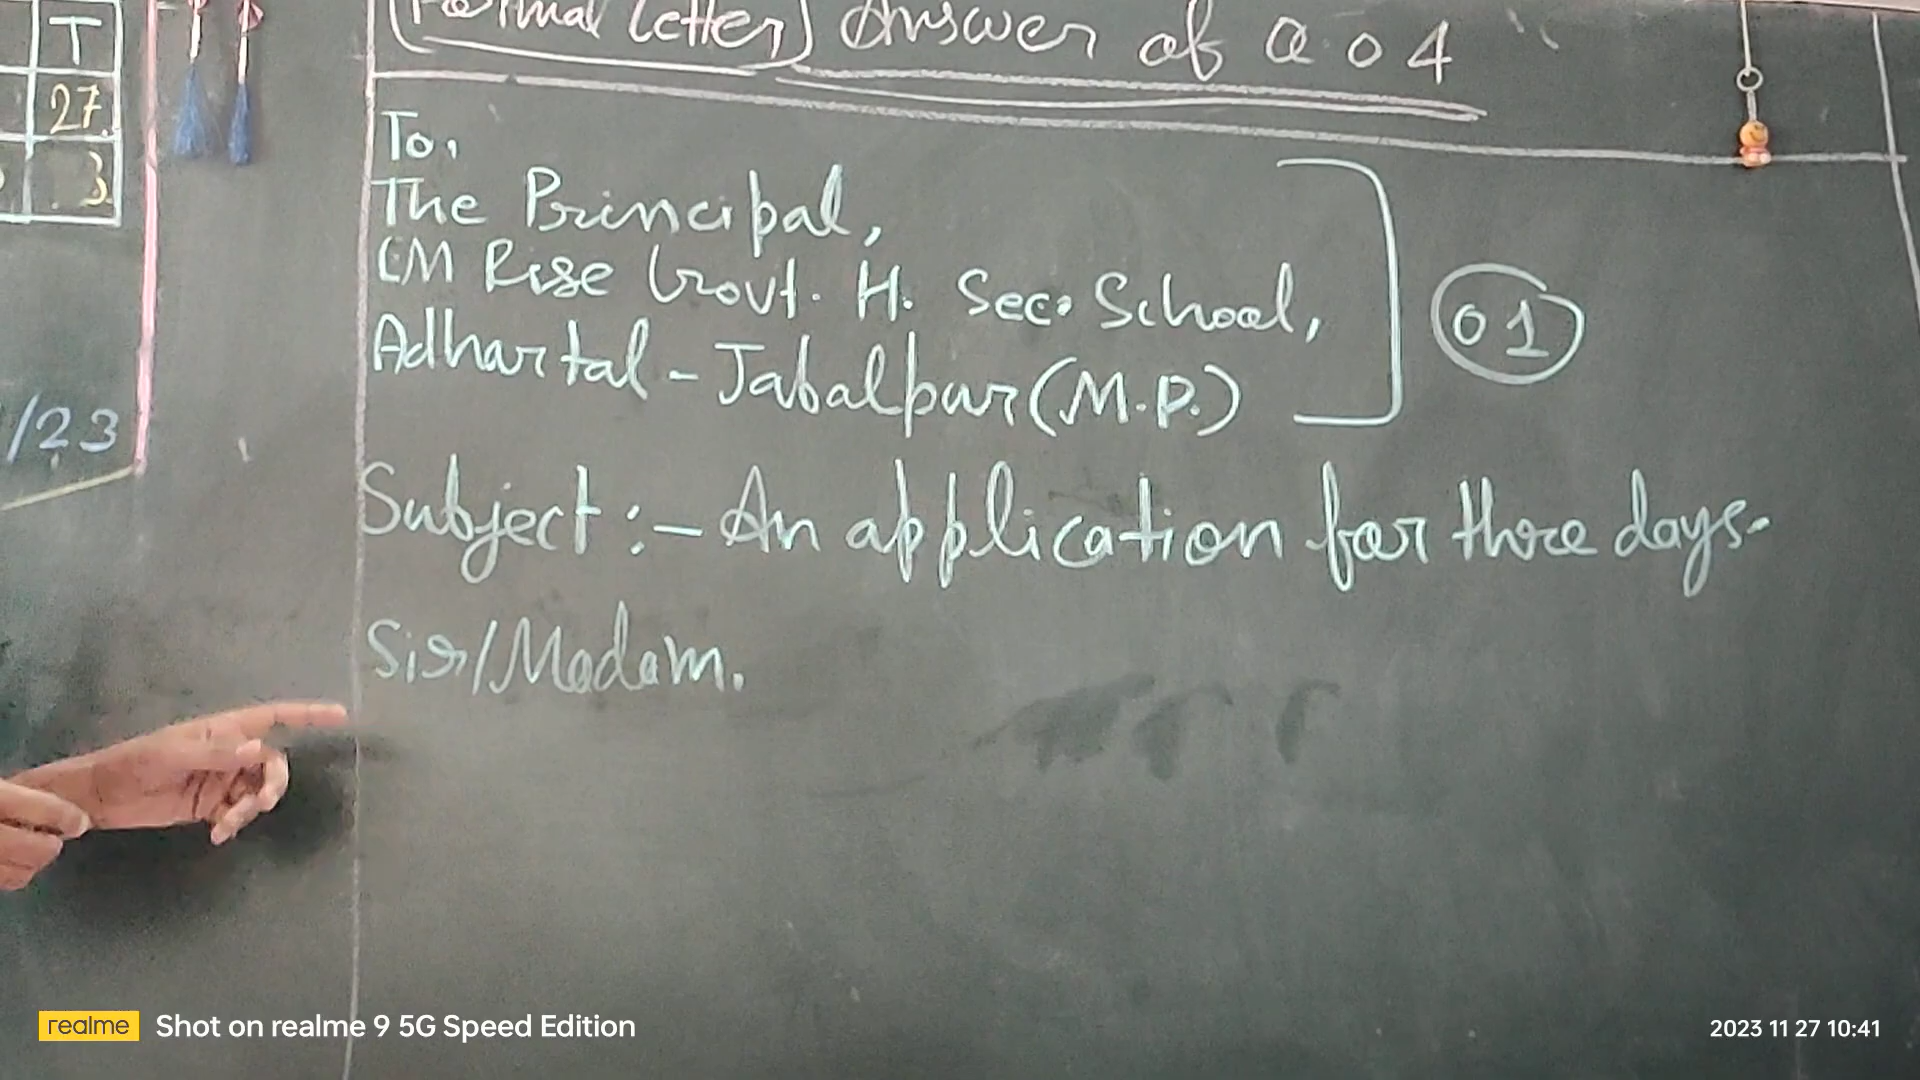 (Formal Letter) Answer of Q.04
T
27
3
/23
To,
The Principal,
CM Rise Govt. H. Sec. School,
Adhartal - Jabalpur (M.P.)
01
Subject :- An application for three days.
Sir/Madam.
realme Shot on realme 9 5G Speed Edition
2023 11 27 10:41